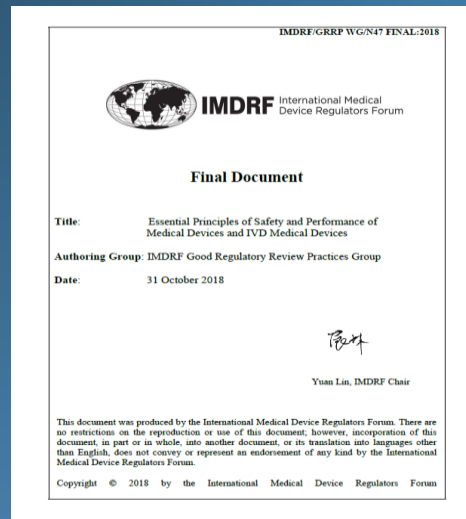 IMDRF/GRRP WG/N47 FINAL:2018
IMDRF International Medical
Device Regulators Forum
Final Document
Title: Essential Principles of Safety and Performance of
Medical Devices and IVD Medical Devices
Authoring Group: IMDRF Good Regulatory Review Practices Group
Date: 31 October 2018
Yuan Lin, IMDRF Chair
This document was produced by the International Medical Device Regulators Forum. There are
no restrictions on the reproduction or use of this document; however, incorporation of this
document, in part or in whole, into another document, or its translation into languages other
than English, does not convey or represent an endorsement of any kind by the International
Medical Device Regulators Forum.
Copyright © 2018 by the International Medical Device Regulators Forum